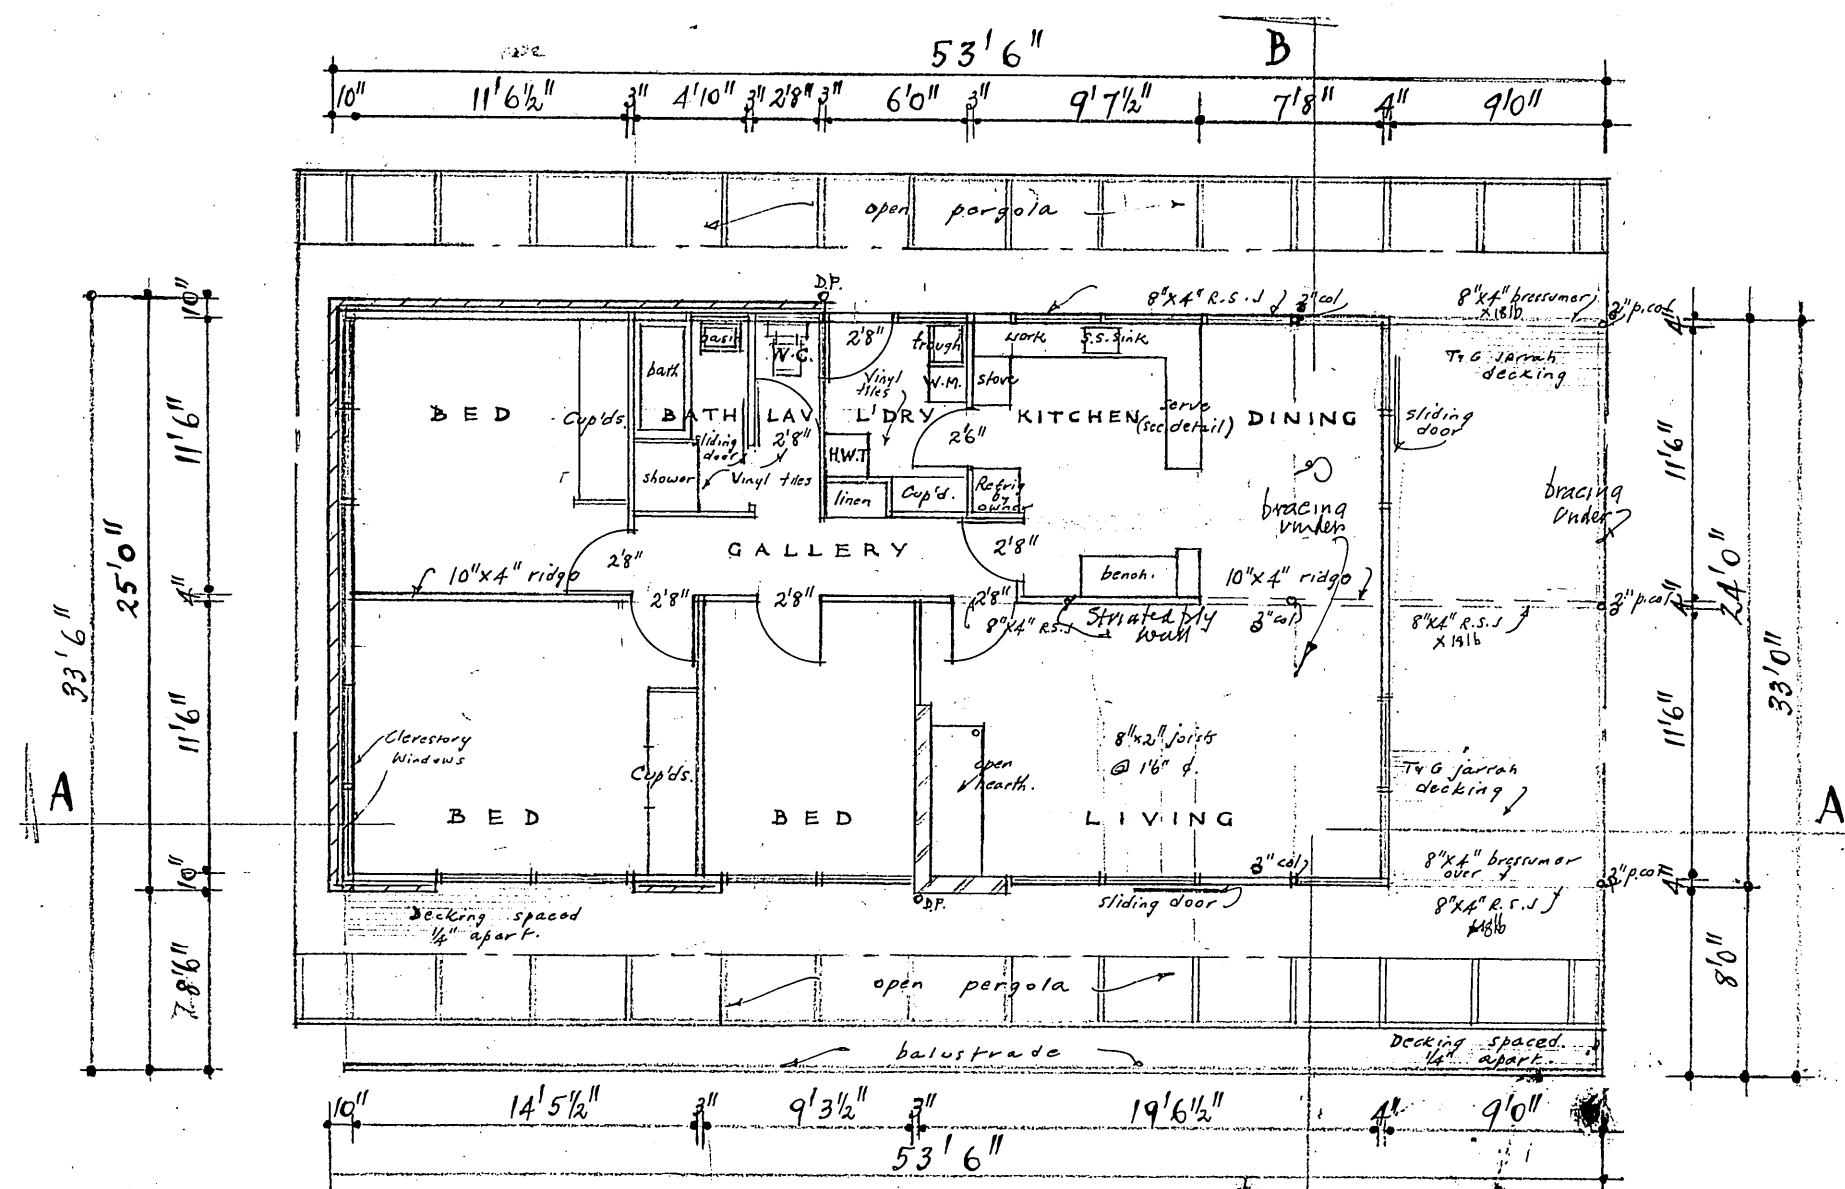 53'6"
B
10" 11'6½" 3" 4'10" 3" 2'8" 3" 6'0" 3" 9'7½" 7'8" 4" 9'0"
open pergola
D.P.
8"x4" R.S.J
3"col
8"x4" bressumer
x 18lb
3"p.col
10"
4"
basin
W.C.
2'8"
trough
work
S.S. sink
T&G jarrah
decking
bath
Vinyl
tiles
W.M.
stove
BED
Cup'ds.
BATH
LAV
L'DRY
KITCHEN
serve
(see detail)
DINING
sliding
door
sliding
door
2'8"
2'6"
11'6"
11'6"
H.W.T
shower
Vinyl tiles
linen
Cup'd.
Refrig
by
owner
bracing
under
bracing
under
25'0"
GALLERY
2'8"
2'8"
bench.
10"x4" ridge
10"x4" ridge
24'0"
4"
2'8"
2'8"
2'8"
8"x4" R.S.J
Striated ply
wall
3"col
8"x4" R.S.J
x 18lb
3"p.col
4"
33'6"
33'0"
11'6"
11'6"
Clerestory
Windows
Cup'ds.
open
hearth.
8"x2" joists
@ 1'6" ¢.
T&G jarrah
decking
A
A
BED
BED
LIVING
3"col
8"x4" bressumer
over
3"p.col
10"
4"
D.P.
sliding door
8"x4" R.S.J
x18lb
Decking spaced
¼" apart.
8'6"
8'0"
open pergola
balustrade
Decking spaced
¼" apart.
10" 14'5½" 3" 9'3½" 3" 19'6½" 4" 9'0"
53'6"